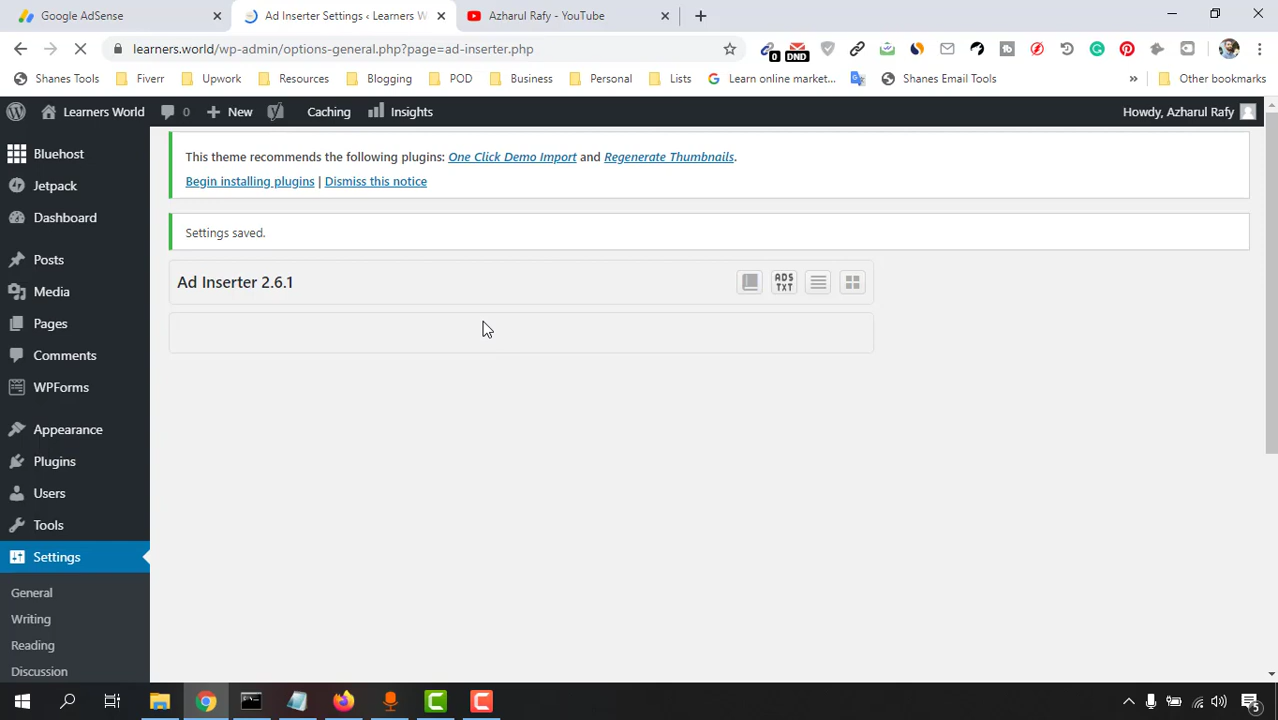 Google AdSense
Ad Inserter Settings ‹ Learners W
Azharul Rafy - YouTube
learners.world/wp-admin/options-general.php?page=ad-inserter.php
0
DND
Shanes Tools
Fiverr
Upwork
Resources
Blogging
POD
Business
Personal
Lists
Learn online market...
Shanes Email Tools
»
Other bookmarks
Learners World
0
New
Caching
Insights
Howdy, Azharul Rafy
Bluehost
Jetpack
Dashboard
Posts
Media
Pages
Comments
WPForms
Appearance
Plugins
Users
Tools
Settings
General
Writing
Reading
Discussion
This theme recommends the following plugins: One Click Demo Import and Regenerate Thumbnails.
Begin installing plugins | Dismiss this notice
Settings saved.
Ad Inserter 2.6.1
ADS
TXT
5